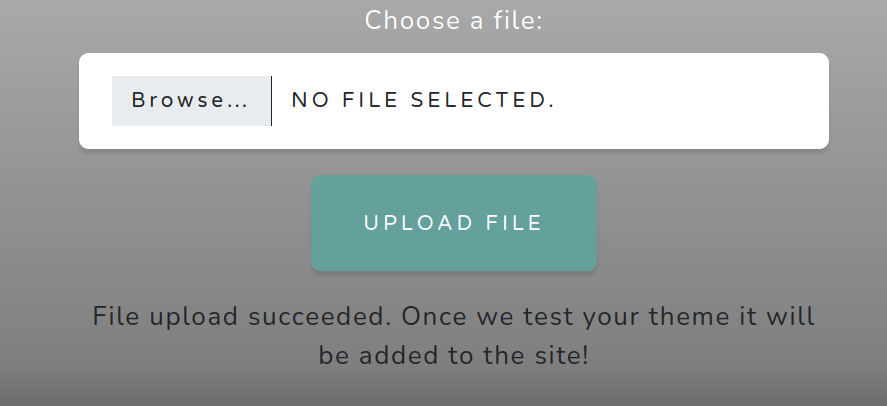 Choose a file:
Browse... NO FILE SELECTED.
UPLOAD FILE
File upload succeeded. Once we test your theme it will
be added to the site!